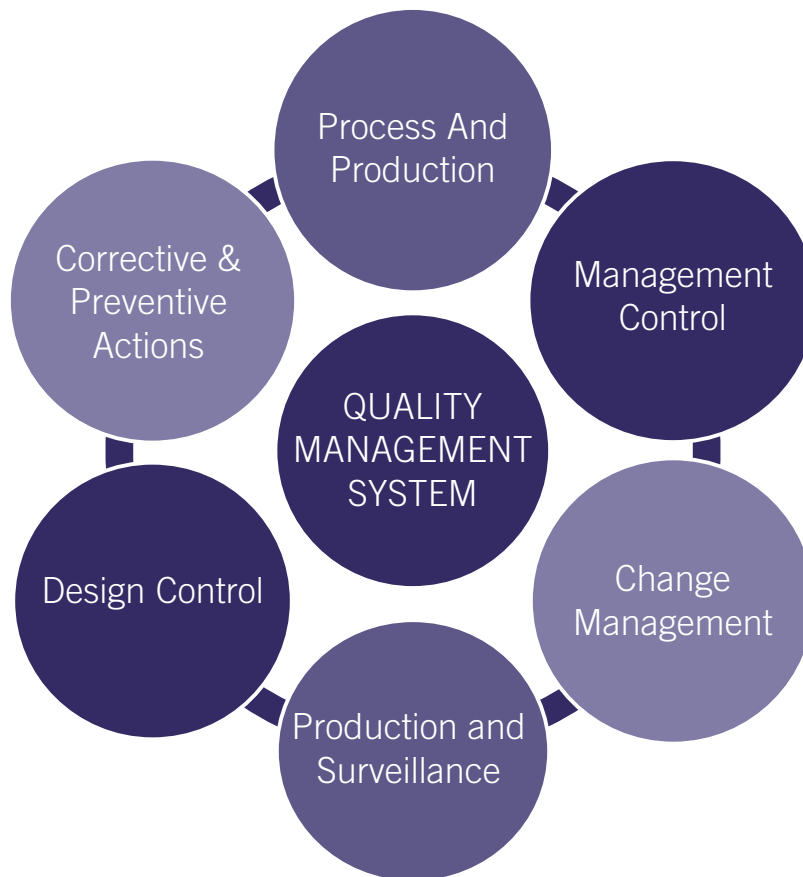 Process And
Production
Management
Control
Change
Management
Production and
Surveillance
Design Control
Corrective &
Preventive
Actions
QUALITY
MANAGEMENT
SYSTEM